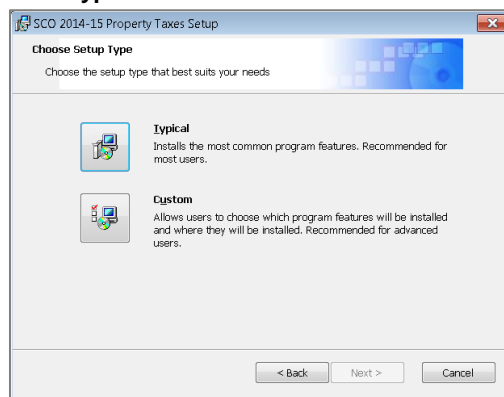 SCO 2014-15 Property Taxes Setup
Choose Setup Type
Choose the setup type that best suits your needs
Typical
Installs the most common program features. Recommended for
most users.
Custom
Allows users to choose which program features will be installed
and where they will be installed. Recommended for advanced
users.
< Back Next > Cancel